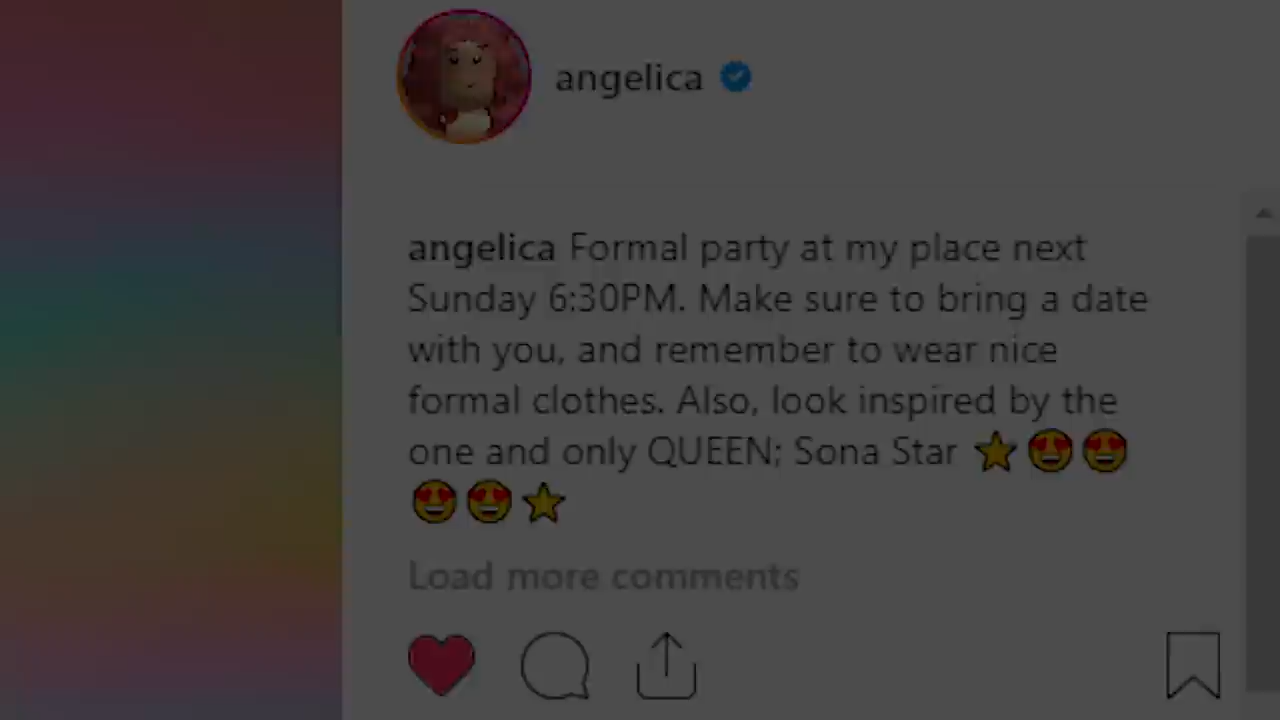 angelica
angelica Formal party at my place next
Sunday 6:30PM. Make sure to bring a date
with you, and remember to wear nice
formal clothes. Also, look inspired by the
one and only QUEEN; Sona Star ⭐😍😍
😍😍⭐
Load more comments